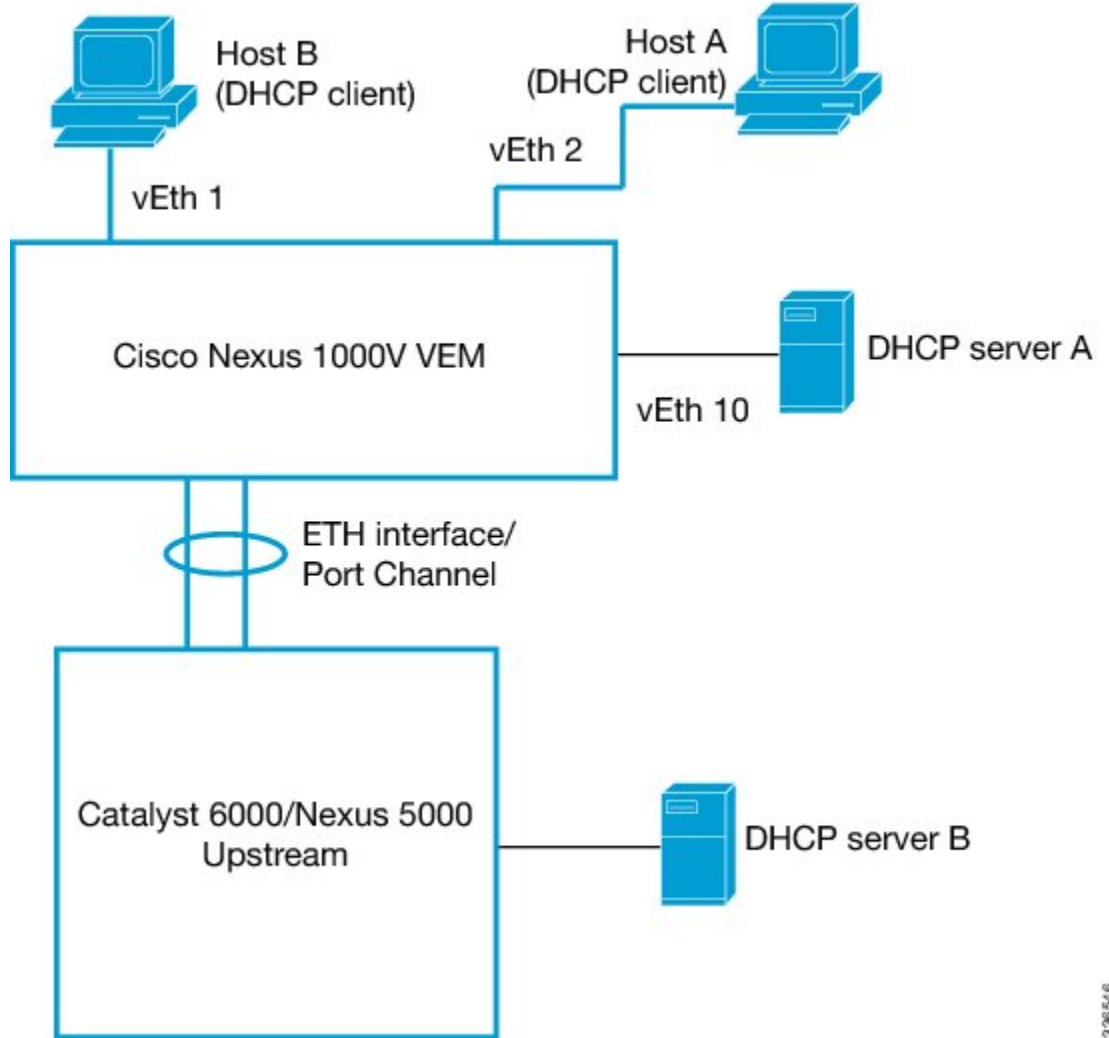 Host B
(DHCP client)
Host A
(DHCP client)
vEth 1
vEth 2
Cisco Nexus 1000V VEM
DHCP server A
vEth 10
ETH interface/
Port Channel
Catalyst 6000/Nexus 5000
Upstream
DHCP server B